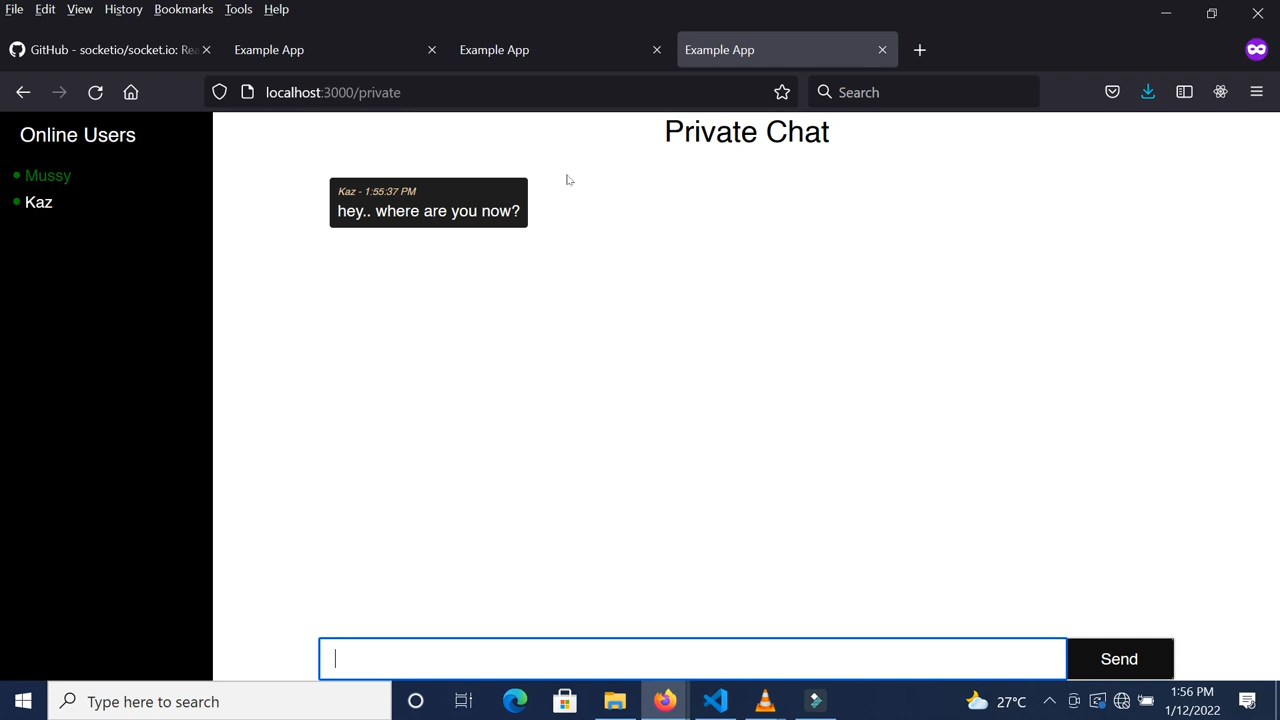 File Edit View History Bookmarks Tools Help
GitHub - socketio/socket.io: Rea
Example App
Example App
Example App
localhost:3000/private
Search
Online Users
Mussy
Kaz
Private Chat
Kaz - 1:55:37 PM
hey.. where are you now?
Send
Type here to search
27°C
1:56 PM
1/12/2022